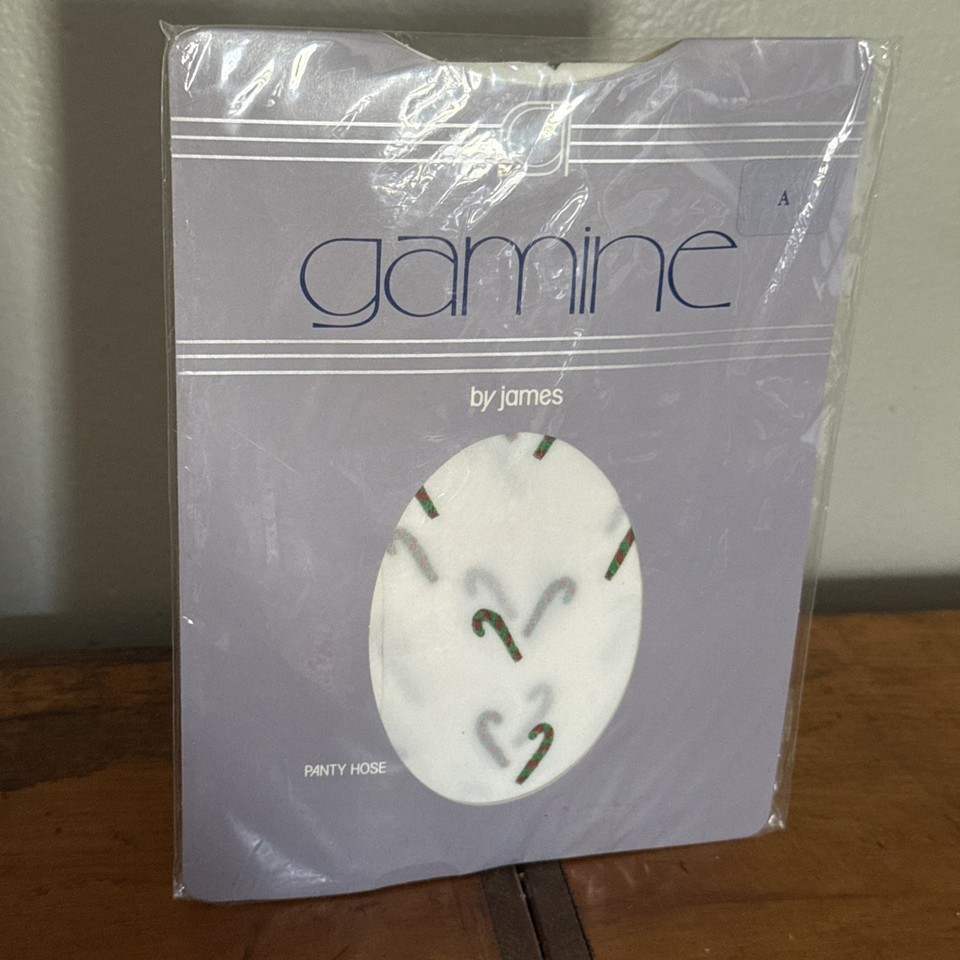 g
A
gamine
by james
PANTY HOSE